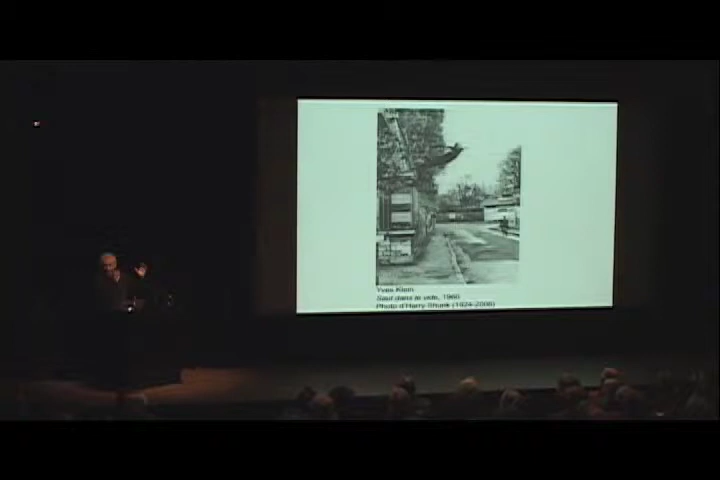 Yves Klein
Saut dans le vide, 1960
Photo d'Harry Shunk (1924-2006)